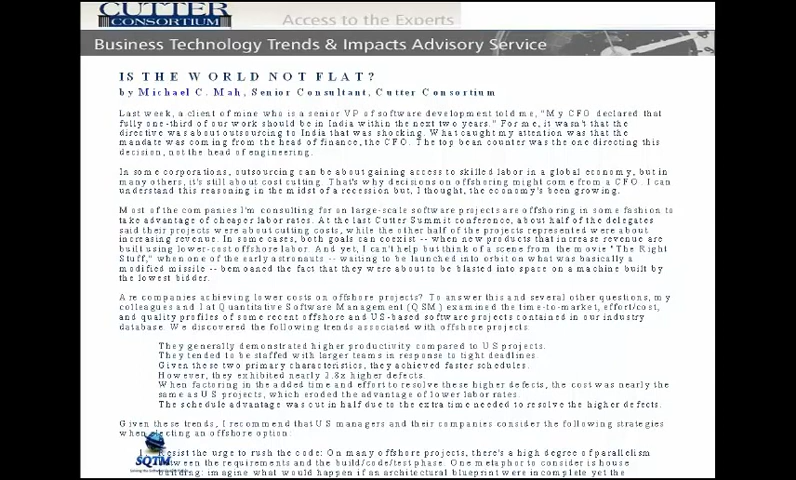 CUTTER
CONSORTIUM
Access to the Experts
Business Technology Trends & Impacts Advisory Service
IS THE WORLD NOT FLAT?
by Michael C. Mah, Senior Consultant, Cutter Consortium
Last week, a client of mine who is a senior VP of software development told me, "My CFO declared that
fully one-third of our work should be in India within the next two years." For me, it wasn't that the
directive was about outsourcing to India that was shocking. What caught my attention was that the
mandate was coming from the head of finance, the CFO. The top bean counter was the one directing this
decision, not the head of engineering.
In some corporations, outsourcing can be about gaining access to skilled labor in a global economy, but in
many others, it's still about cost cutting. That's why decisions on offshoring might come from a CFO. I can
understand this reasoning in the midst of a recession but, I thought, the economy's been growing.
Most of the companies I'm consulting for on large-scale software projects are offshoring in some fashion to
take advantage of cheaper labor rates. At the last Cutter Summit conference, about half of the delegates
said their projects were about cutting costs, while the other half of the projects represented were about
increasing revenue. In some cases, both goals can coexist -- when new products that increase revenue are
built using lower-cost offshore labor. And yet, I can't help but think of a scene from the movie "The Right
Stuff," when one of the early astronauts -- waiting to be launched into orbit on what was basically a
modified missile -- bemoaned the fact that they were about to be blasted into space on a machine built by
the lowest bidder.
Are companies achieving lower costs on offshore projects? To answer this and several other questions, my
colleagues and I at Quantitative Software Management (QSM) examined the time-to-market, effort/cost,
and quality profiles of some recent offshore and US-based software projects contained in our industry
database. We discovered the following trends associated with offshore projects:
They generally demonstrated higher productivity compared to US projects.
They tended to be staffed with larger teams in response to tight deadlines.
Given these two primary characteristics, they achieved faster schedules.
However, they exhibited nearly 2.8x higher defects.
When factoring in the added time and effort to resolve these higher defects, the cost was nearly the
same as US projects, which eroded the advantage of lower labor rates.
The schedule advantage was cut in half due to the extra time needed to resolve the higher defects.
Given these trends, I recommend that US managers and their companies consider the following strategies
when electing an offshore option:
Resist the urge to rush the code: On many offshore projects, there's a high degree of parallelism
between the requirements and the build/code/test phase. One metaphor to consider is house
building: imagine what would happen if an architectural blueprint were incomplete yet the
SQTM